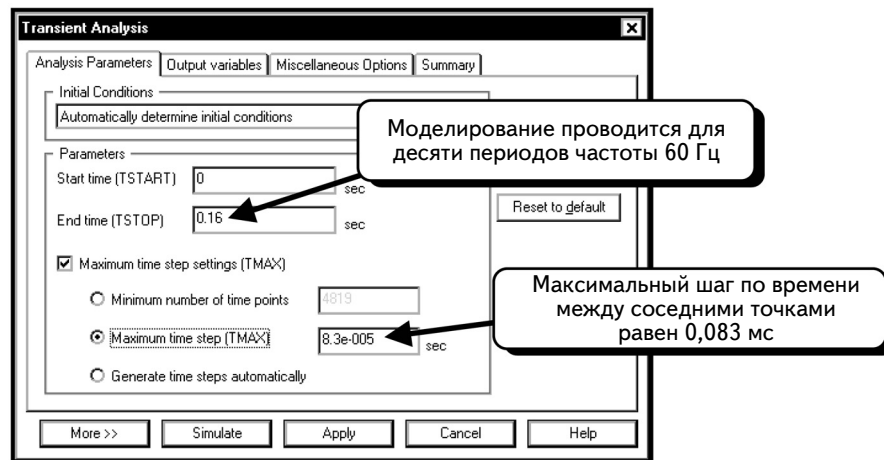 Transient Analysis
Analysis Parameters Output variables Miscellaneous Options Summary
Initial Conditions
Automatically determine initial conditions
Моделирование проводится для
десяти периодов частоты 60 Гц
Parameters
Start time (TSTART) 0 sec
End time (TSTOP) 0.16 sec
Reset to default
Maximum time step settings (TMAX)
Minimum number of time points 4819
Maximum time step (TMAX) 8.3e-005 sec
Максимальный шаг по времени
между соседними точками
равен 0,083 мс
Generate time steps automatically
More >> Simulate Apply Cancel Help